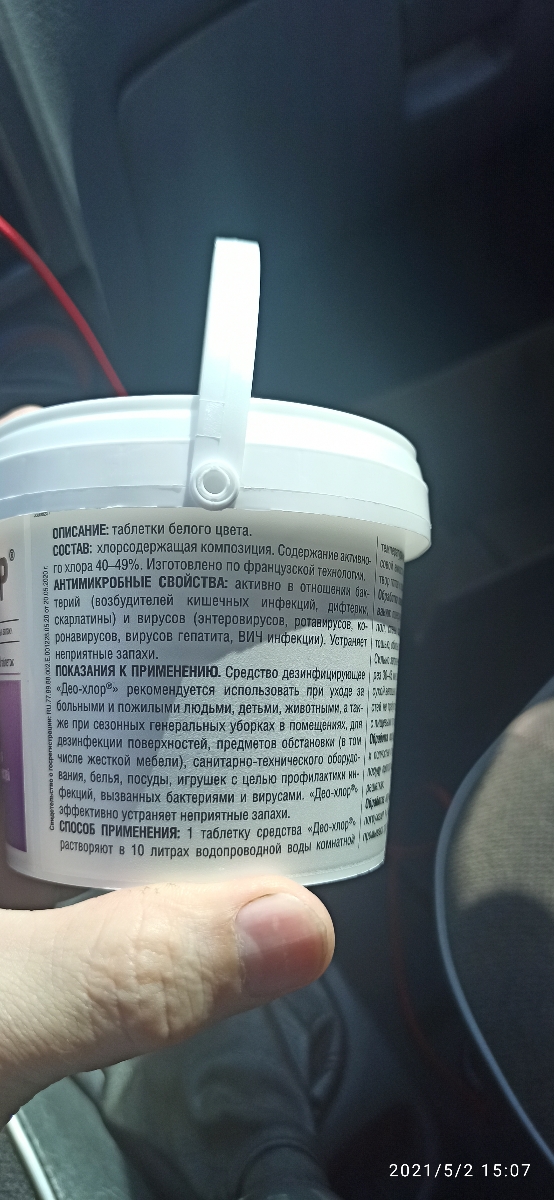 ОПИСАНИЕ: таблетки белого цвета.
СОСТАВ: хлорсодержащая композиция. Содержание активно-
го хлора 40–49%. Изготовлено по французской технологии.
АНТИМИКРОБНЫЕ СВОЙСТВА: активно в отношении бак-
терий (возбудителей кишечных инфекций, дифтерии,
скарлатины) и вирусов (энтеровирусов, ротавирусов, ко-
ронавирусов, вирусов гепатита, ВИЧ инфекции). Устраняет
неприятные запахи.
ПОКАЗАНИЯ К ПРИМЕНЕНИЮ. Средство дезинфицирующее
«Део-хлор®» рекомендуется использовать при уходе за
больными и пожилыми людьми, детьми, животными, а так-
же при сезонных генеральных уборках в помещениях, для
дезинфекции поверхностей, предметов обстановки (в том
числе жесткой мебели), санитарно-технического оборудо-
вания, белья, посуды, игрушек с целью профилактики ин-
фекций, вызванных бактериями и вирусами. «Део-хлор®»
эффективно устраняет неприятные запахи.
СПОСОБ ПРИМЕНЕНИЯ: 1 таблетку средства «Део-хлор®»
растворяют в 10 литрах водопроводной воды комнатной
Р®
2021/5/2 15:07